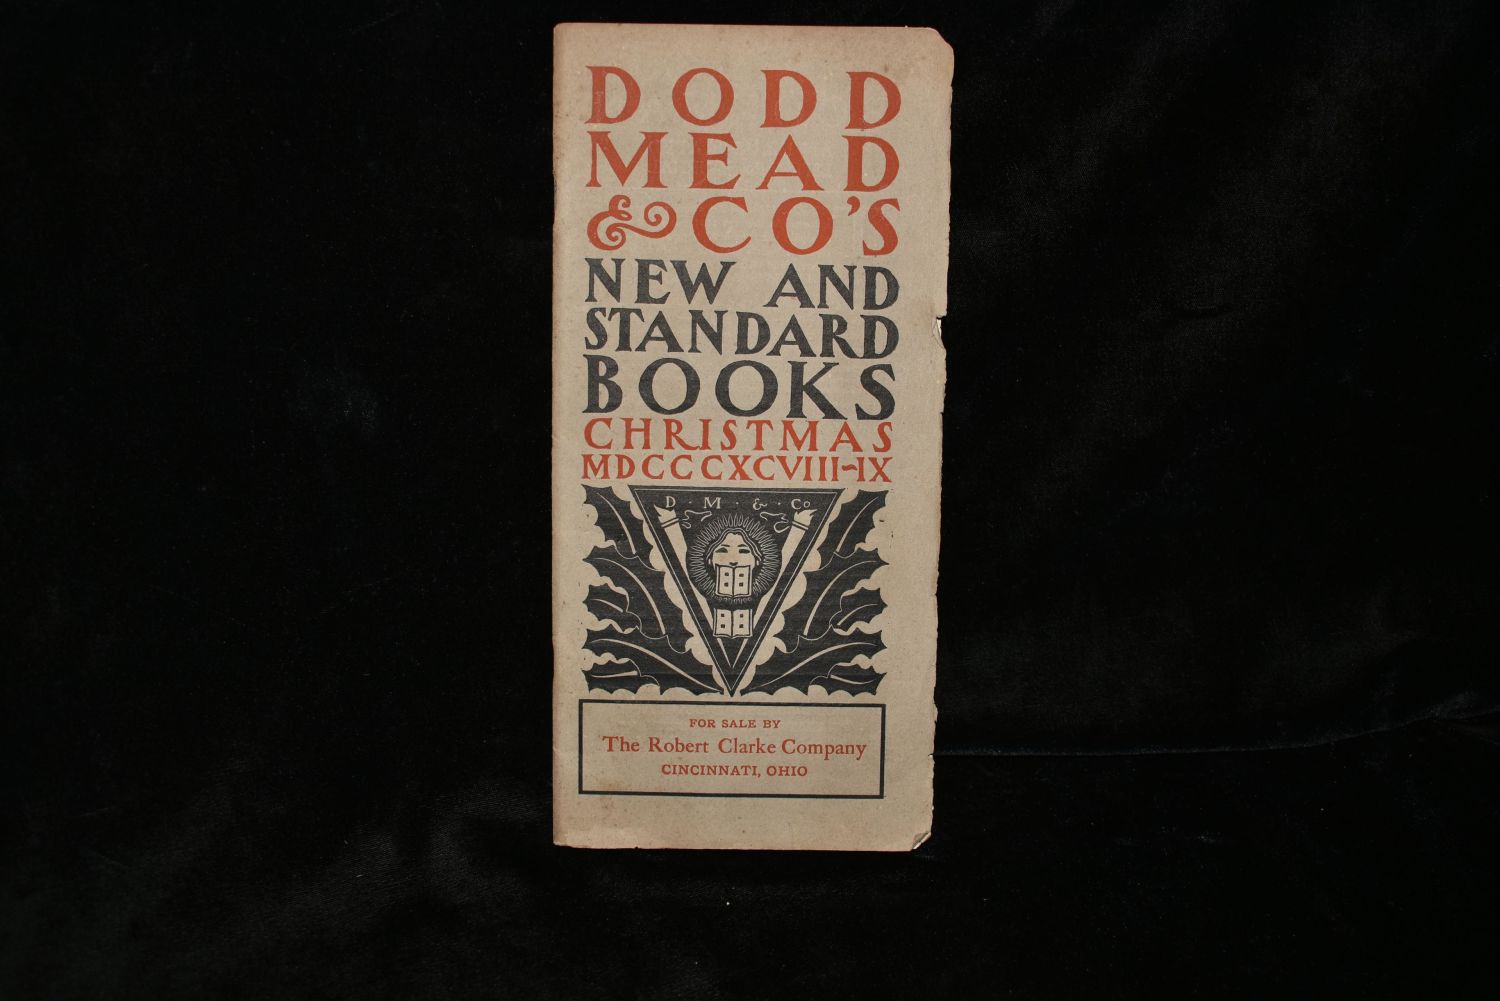 DODD
MEAD
& CO'S
NEW AND
STANDARD
BOOKS
CHRISTMAS
MDCCCXCVIII-IX
D · M · & · Co
FOR SALE BY
The Robert Clarke Company
CINCINNATI, OHIO